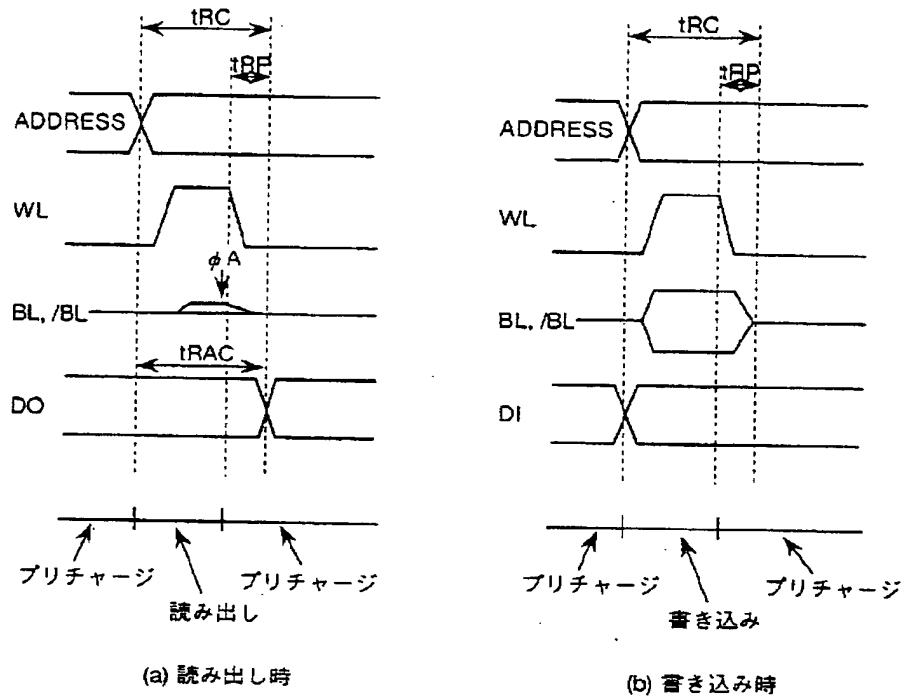 tRC
tRP
ADDRESS
WL
φA
BL, /BL
tRAC
DO
プリチャージ
プリチャージ
読み出し
(a) 読み出し時
tRC
tRP
ADDRESS
WL
BL, /BL
DI
プリチャージ
プリチャージ
書き込み
(b) 書き込み時